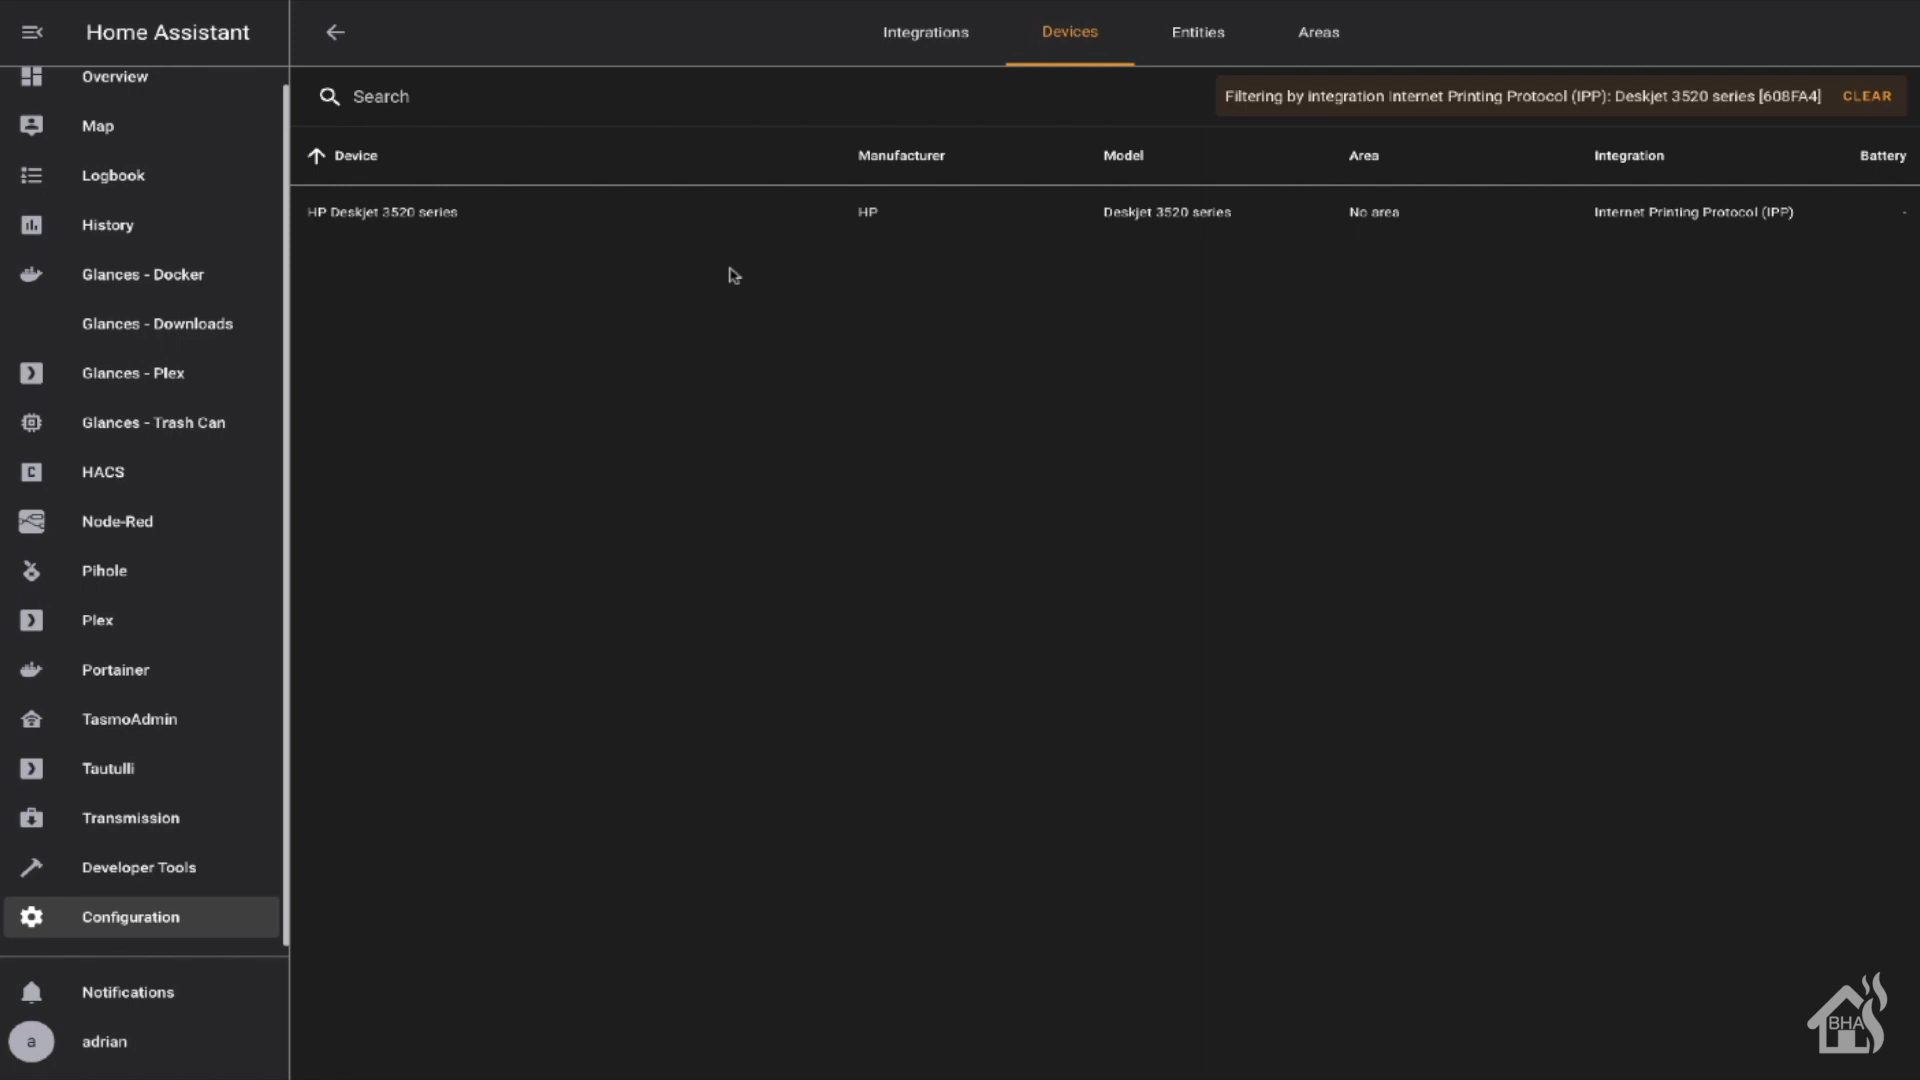 Home Assistant
Integrations
Devices
Entities
Areas
Overview
Map
Logbook
History
Glances - Docker
Glances - Downloads
Glances - Plex
Glances - Trash Can
HACS
Node-Red
Pihole
Plex
Portainer
TasmoAdmin
Tautulli
Transmission
Developer Tools
Configuration
Notifications
a
adrian
Search
Filtering by integration Internet Printing Protocol (IPP): Deskjet 3520 series [608FA4] CLEAR
Device Manufacturer Model Area Integration Battery
HP Deskjet 3520 series HP Deskjet 3520 series No area Internet Printing Protocol (IPP) -
BHA